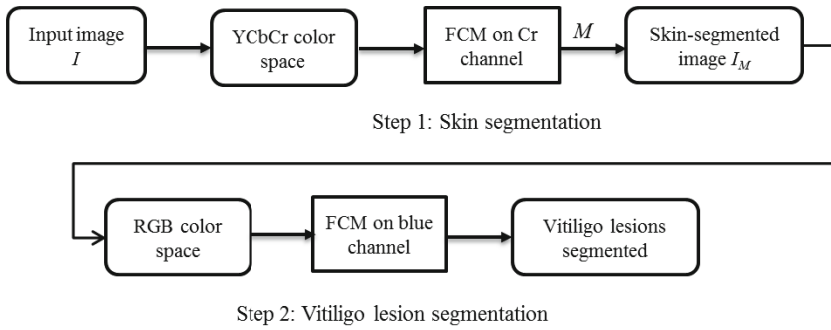 Input image
I
YCbCr color
space
FCM on Cr
channel
M
Skin-segmented
image I_M
Step 1: Skin segmentation
RGB color
space
FCM on blue
channel
Vitiligo lesions
segmented
Step 2: Vitiligo lesion segmentation